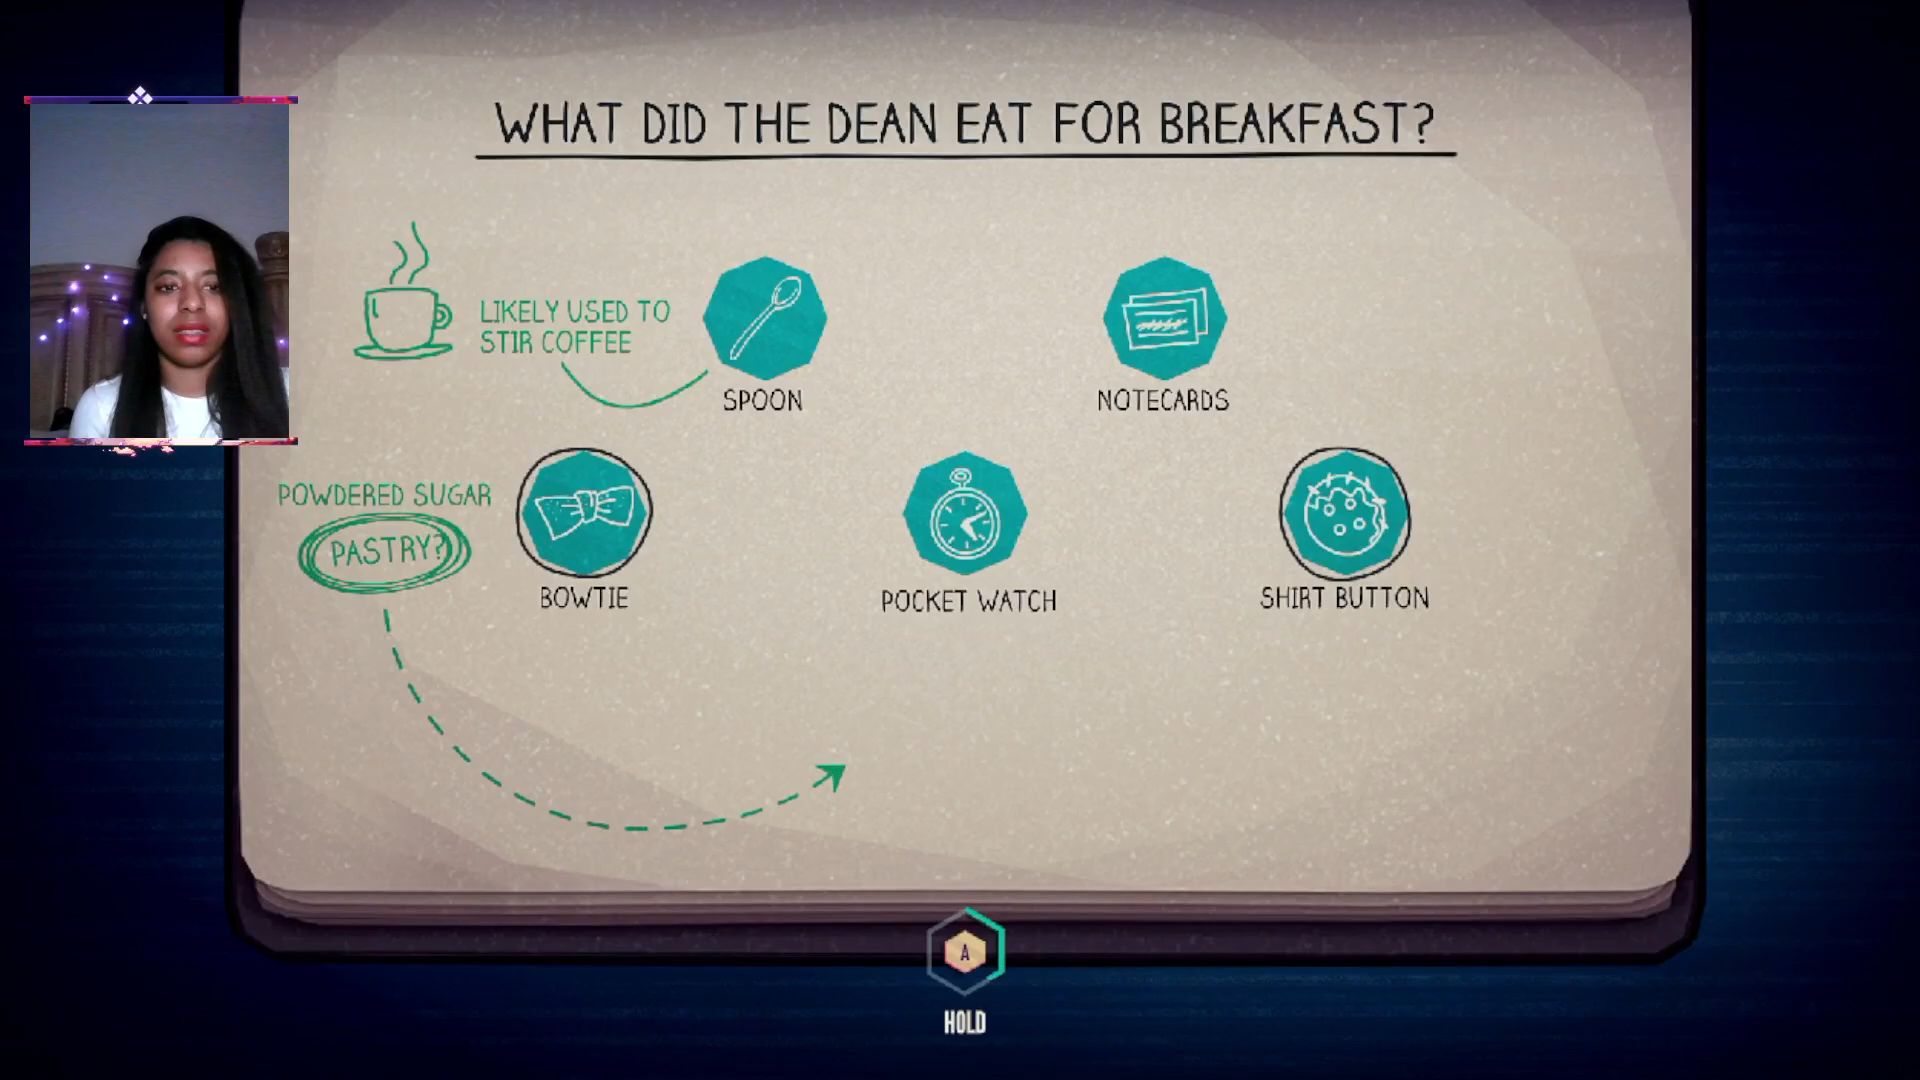 WHAT DID THE DEAN EAT FOR BREAKFAST?
LIKELY USED TO
STIR COFFEE
SPOON
NOTECARDS
POWDERED SUGAR
PASTRY?
BOWTIE
POCKET WATCH
SHIRT BUTTON
A
HOLD